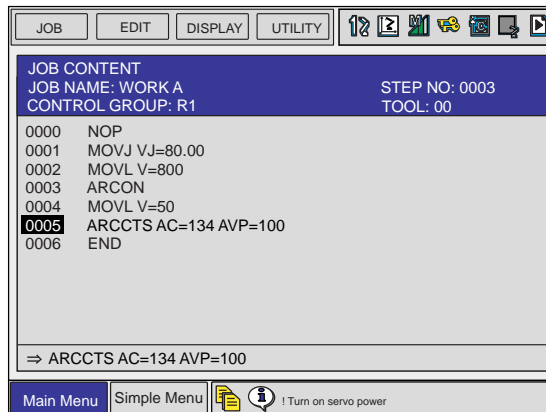 JOB EDIT DISPLAY UTILITY
JOB CONTENT
JOB NAME: WORK A STEP NO: 0003
CONTROL GROUP: R1 TOOL: 00
0000 NOP
0001 MOVJ VJ=80.00
0002 MOVL V=800
0003 ARCON
0004 MOVL V=50
0005 ARCCTS AC=134 AVP=100
0006 END
⇒ ARCCTS AC=134 AVP=100
Main Menu Simple Menu ! Turn on servo power